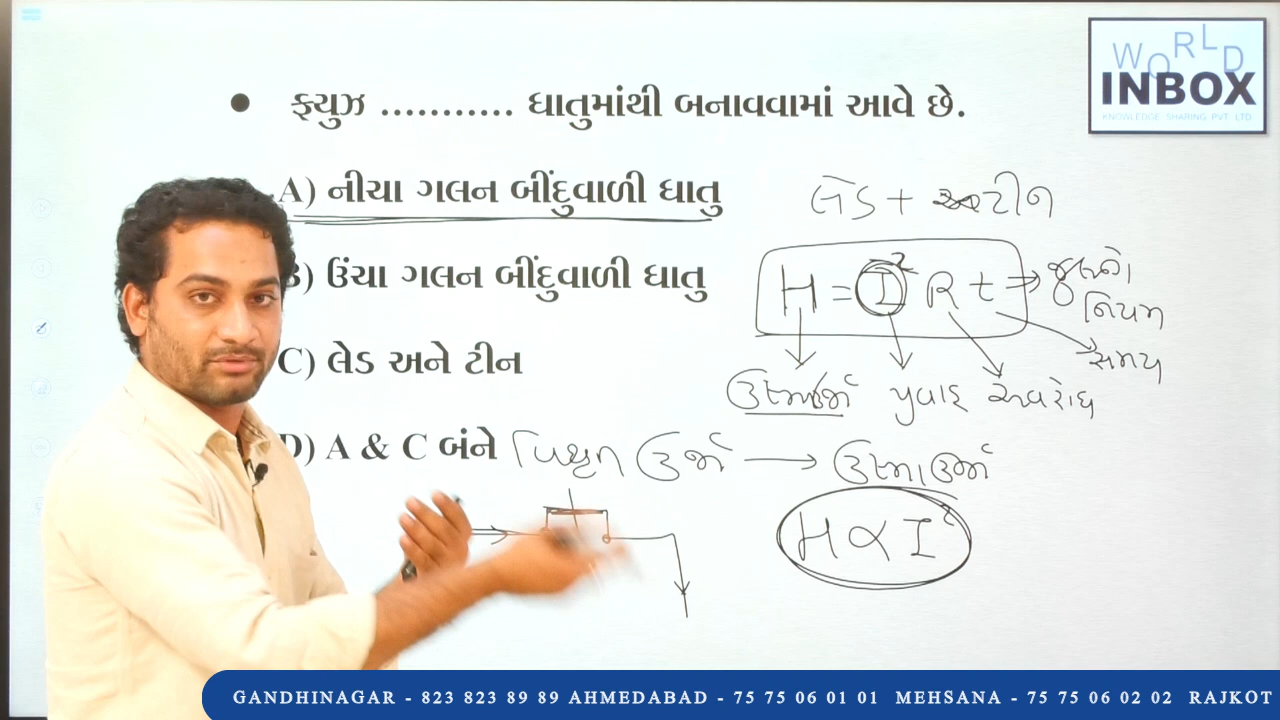 WORLD
INBOX
KNOWLEDGE SHARING PVT. LTD
● ફ્યુઝ ........... ધાતુમાંથી બનાવવામાં આવે છે.
A) નીચા ગલન બીંદુવાળી ધાતુ
લેડ + ટીન
B) ઉંચા ગલન બીંદુવાળી ધાતુ
H = I² R t → જુલનો
નિયમ
સમય
C) લેડ અને ટીન
ઉષ્માઉર્જા પ્રવાહ અવરોધ
D) A & C બંને
વિદ્યુત ઉર્જા → ઉષ્માઉર્જા
H ∝ I²
GANDHINAGAR - 823 823 89 89 AHMEDABAD - 75 75 06 01 01 MEHSANA - 75 75 06 02 02 RAJKOT